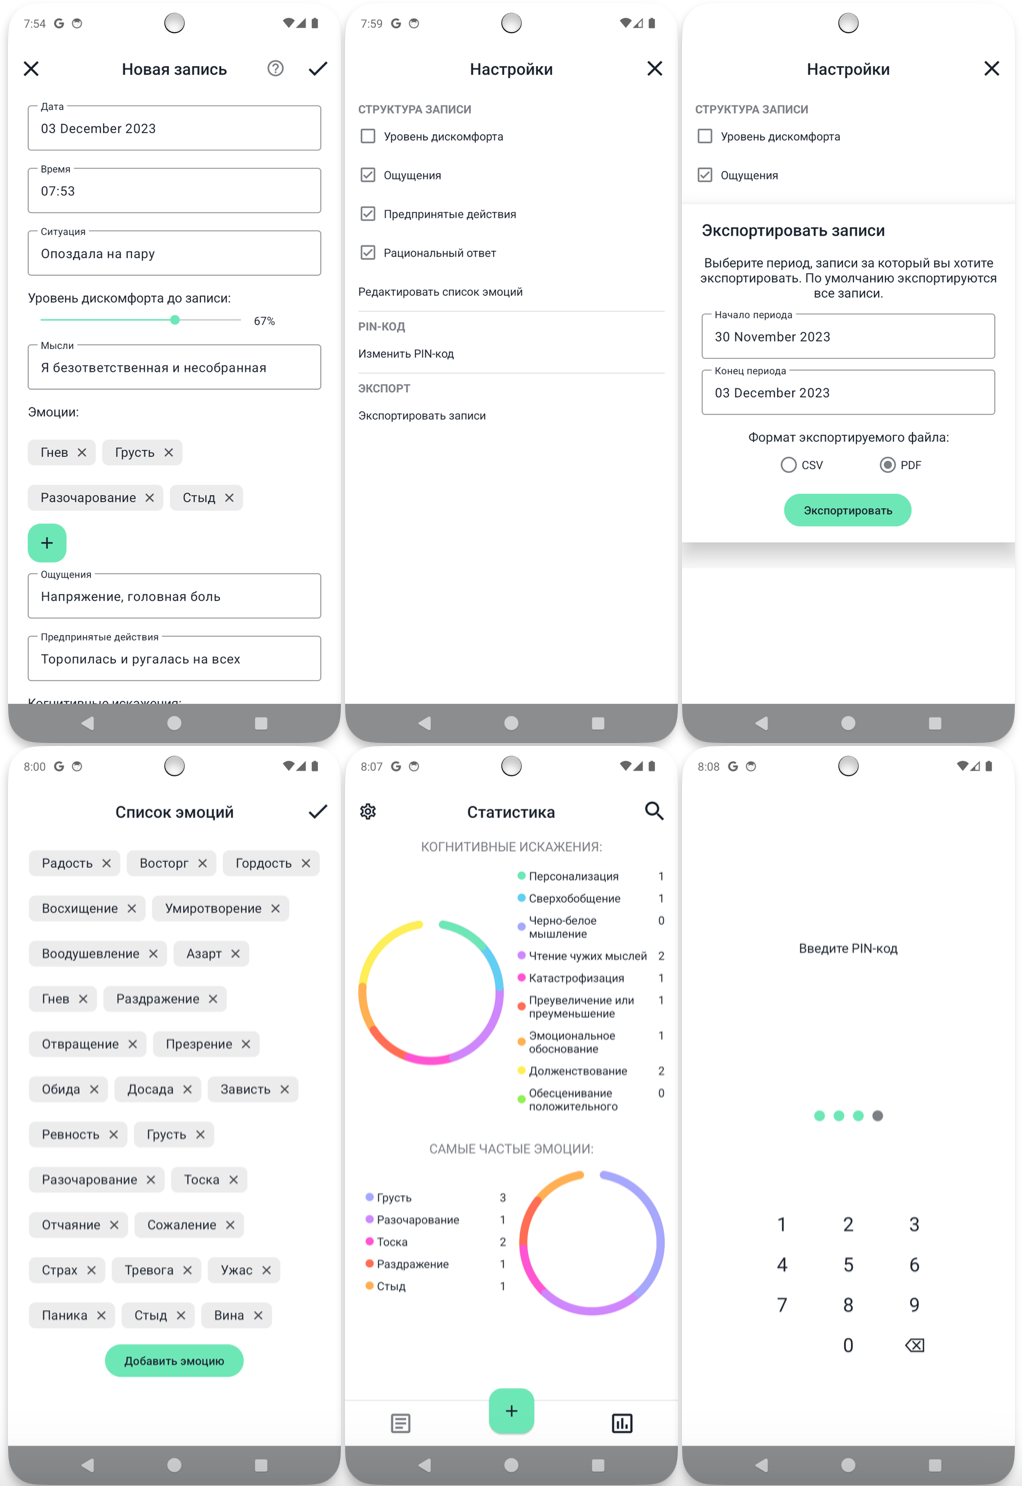 7:54
Новая запись
Дата
03 December 2023
Время
07:53
Ситуация
Опоздала на пару
Уровень дискомфорта до записи:
67%
Мысли
Я безответственная и несобранная
Эмоции:
Гнев
Грусть
Разочарование
Стыд
+
Ощущения
Напряжение, головная боль
Предпринятые действия
Торопилась и ругалась на всех
Когнитивные искажения:
7:59
Настройки
СТРУКТУРА ЗАПИСИ
Уровень дискомфорта
Ощущения
Предпринятые действия
Рациональный ответ
Редактировать список эмоций
PIN-КОД
Изменить PIN-код
ЭКСПОРТ
Экспортировать записи
Настройки
СТРУКТУРА ЗАПИСИ
Уровень дискомфорта
Ощущения
Экспортировать записи
Выберите период, записи за который вы хотите
экспортировать. По умолчанию экспортируются
все записи.
Начало периода
30 November 2023
Конец периода
03 December 2023
Формат экспортируемого файла:
CSV
PDF
Экспортировать
8:00
Список эмоций
Радость
Восторг
Гордость
Восхищение
Умиротворение
Воодушевление
Азарт
Гнев
Раздражение
Отвращение
Презрение
Обида
Досада
Зависть
Ревность
Грусть
Разочарование
Тоска
Отчаяние
Сожаление
Страх
Тревога
Ужас
Паника
Стыд
Вина
Добавить эмоцию
8:07
Статистика
КОГНИТИВНЫЕ ИСКАЖЕНИЯ:
Персонализация 1
Сверхобобщение 1
Черно-белое 0
мышление
Чтение чужих мыслей 2
Катастрофизация 1
Преувеличение или 1
преуменьшение
Эмоциональное 1
обоснование
Долженствование 2
Обесценивание 0
положительного
САМЫЕ ЧАСТЫЕ ЭМОЦИИ:
Грусть 3
Разочарование 1
Тоска 2
Раздражение 1
Стыд 1
+
8:08
Введите PIN-код
1 2 3
4 5 6
7 8 9
0